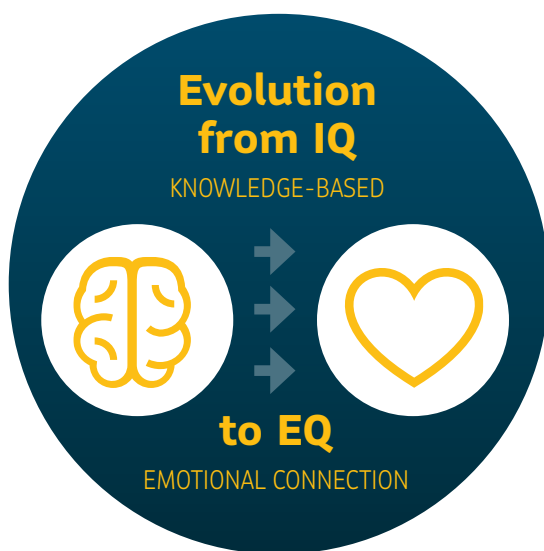 Evolution
from IQ
KNOWLEDGE-BASED
to EQ
EMOTIONAL CONNECTION